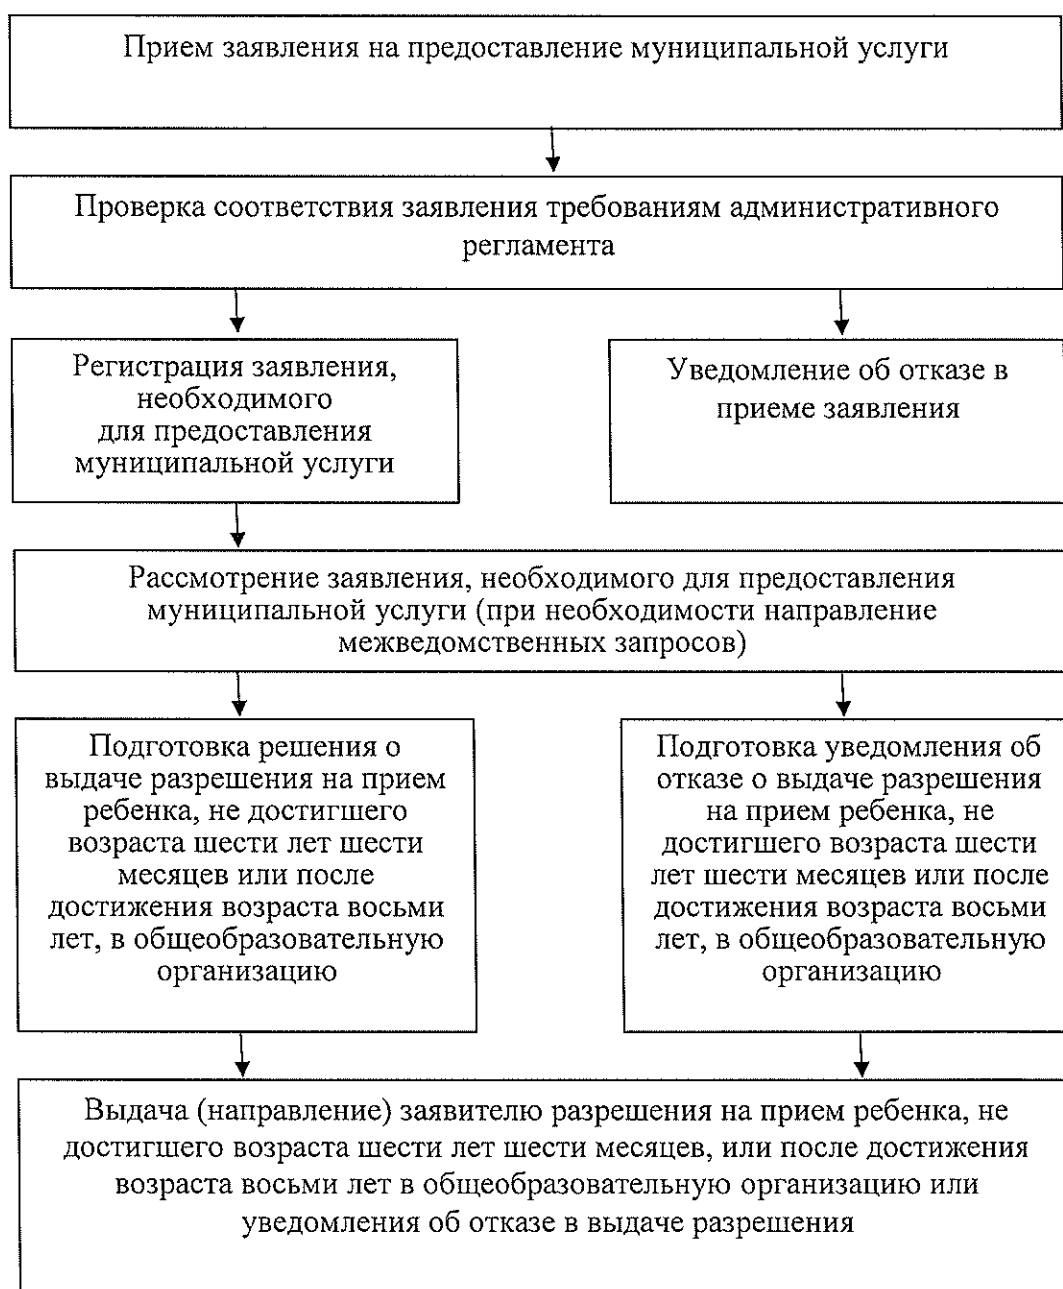 Прием заявления на предоставление муниципальной услуги
Проверка соответствия заявления требованиям административного
регламента
Регистрация заявления,
необходимого
для предоставления
муниципальной услуги
Уведомление об отказе в
приеме заявления
Рассмотрение заявления, необходимого для предоставления
муниципальной услуги (при необходимости направление
межведомственных запросов)
Подготовка решения о
выдаче разрешения на прием
ребенка, не достигшего
возраста шести лет шести
месяцев или после
достижения возраста восьми
лет, в общеобразовательную
организацию
Подготовка уведомления об
отказе о выдаче разрешения
на прием ребенка, не
достигшего возраста шести
лет шести месяцев или после
достижения возраста восьми
лет, в общеобразовательную
организацию
Выдача (направление) заявителю разрешения на прием ребенка, не
достигшего возраста шести лет шести месяцев, или после достижения
возраста восьми лет в общеобразовательную организацию или
уведомления об отказе в выдаче разрешения